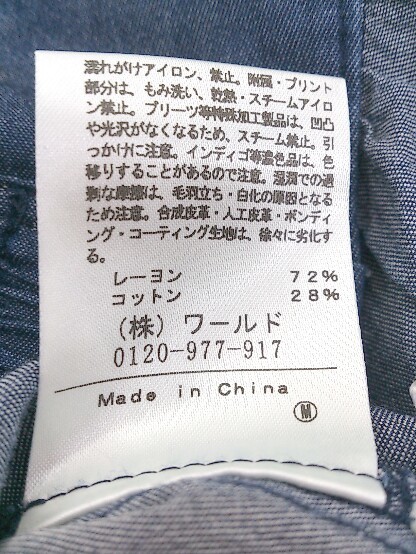 濡れがけアイロン、禁止。附属・プリント
部分は、もみ洗い、乾熱・スチームアイロ
ン禁止。プリーツ等特殊加工製品は、凹凸
や光沢がなくなるため、スチーム禁止。引
っかけに注意。インディゴ等濃色品は、色
移りすることがあるので注意。湿潤での過
剰な摩擦は、毛羽立ち・白化の原因となる
ため注意。合成皮革・人工皮革・ボンディ
ング・コーティング生地は、徐々に劣化す
る。
レーヨン 72%
コットン 28%
(株)ワールド
0120-977-917
Made in China
M